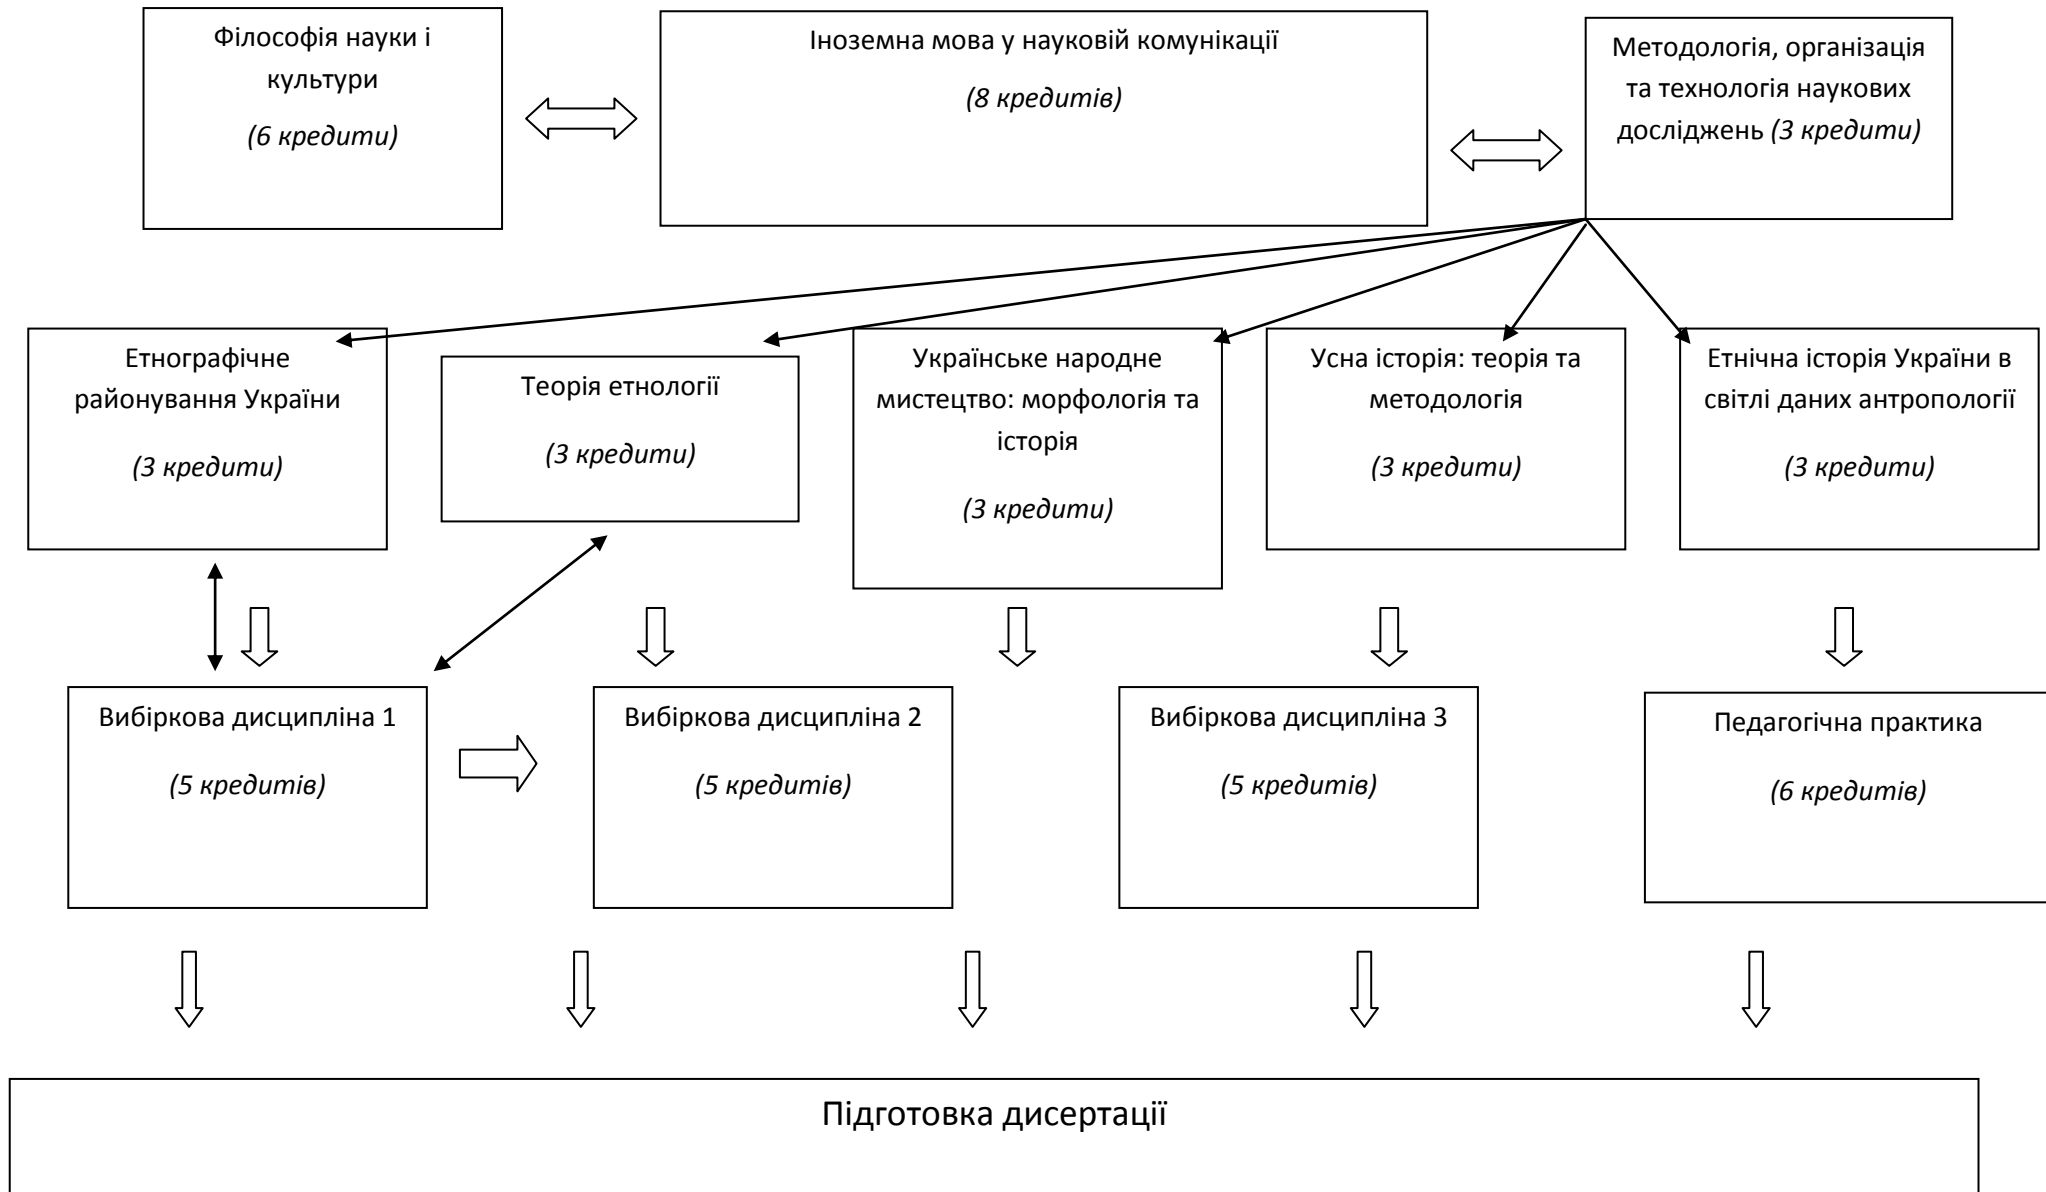 Філософія науки і
культури
(6 кредити)
Іноземна мова у науковій комунікації
(8 кредитів)
Методологія, організація
та технологія наукових
досліджень (3 кредити)
Етнографічне
районування України
(3 кредити)
Теорія етнології
(3 кредити)
Українське народне
мистецтво: морфологія та
історія
(3 кредити)
Усна історія: теорія та
методологія
(3 кредити)
Етнічна історія України в
світлі даних антропології
(3 кредити)
Вибіркова дисципліна 1
(5 кредитів)
Вибіркова дисципліна 2
(5 кредитів)
Вибіркова дисципліна 3
(5 кредитів)
Педагогічна практика
(6 кредитів)
Підготовка дисертації